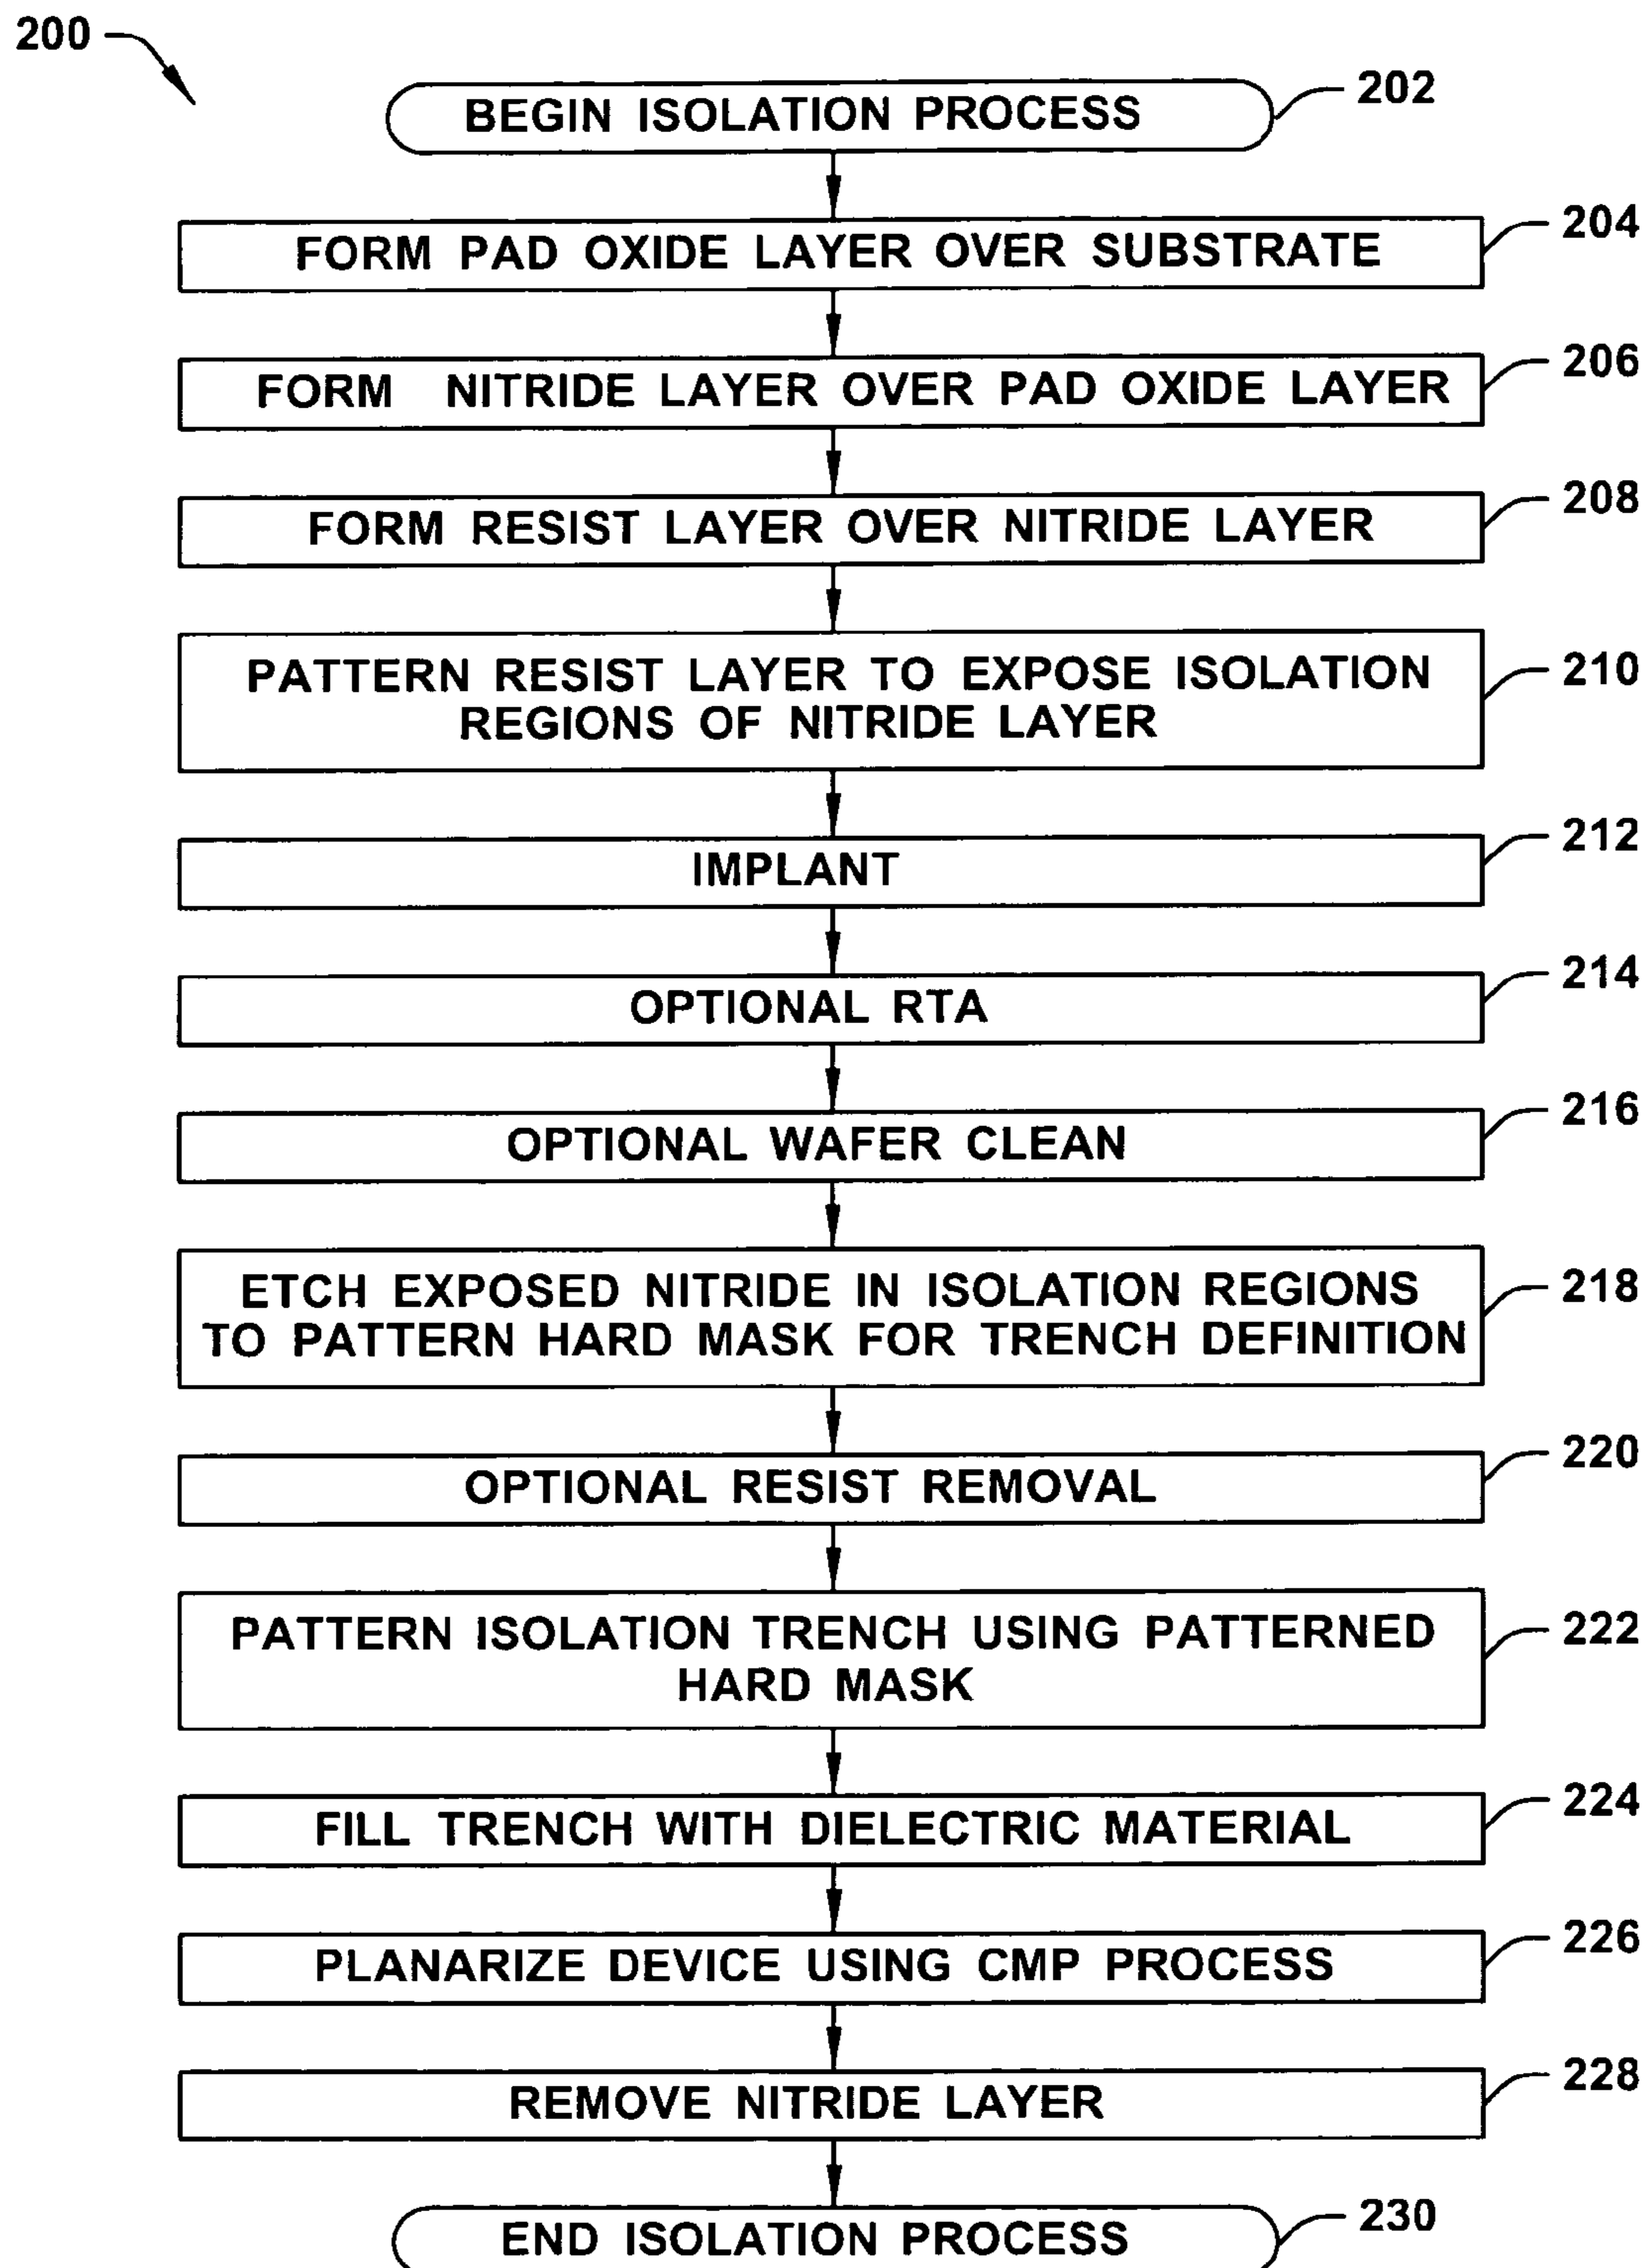 200
BEGIN ISOLATION PROCESS
202
FORM PAD OXIDE LAYER OVER SUBSTRATE
204
FORM NITRIDE LAYER OVER PAD OXIDE LAYER
206
FORM RESIST LAYER OVER NITRIDE LAYER
208
PATTERN RESIST LAYER TO EXPOSE ISOLATION
REGIONS OF NITRIDE LAYER
210
IMPLANT
212
OPTIONAL RTA
214
OPTIONAL WAFER CLEAN
216
ETCH EXPOSED NITRIDE IN ISOLATION REGIONS
TO PATTERN HARD MASK FOR TRENCH DEFINITION
218
OPTIONAL RESIST REMOVAL
220
PATTERN ISOLATION TRENCH USING PATTERNED
HARD MASK
222
FILL TRENCH WITH DIELECTRIC MATERIAL
224
PLANARIZE DEVICE USING CMP PROCESS
226
REMOVE NITRIDE LAYER
228
END ISOLATION PROCESS
230